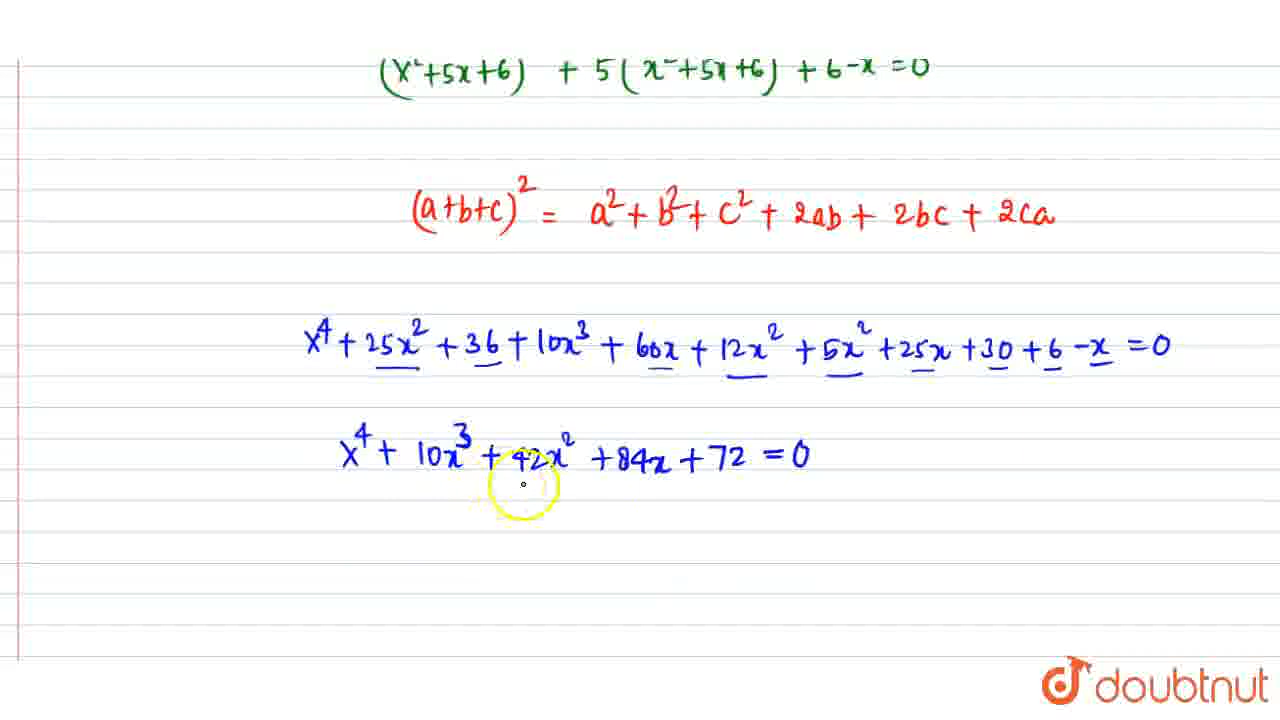 (x²+5x+6) + 5(x²+5x+6) + 6-x = 0
(a+b+c)² = a² + b² + c² + 2ab + 2bc + 2ca
x⁴ + 25x² + 36 + 10x³ + 60x + 12x² + 5x² + 25x + 30 + 6 - x = 0
x⁴ + 10x³ + 42x² + 84x + 72 = 0
doubtnut